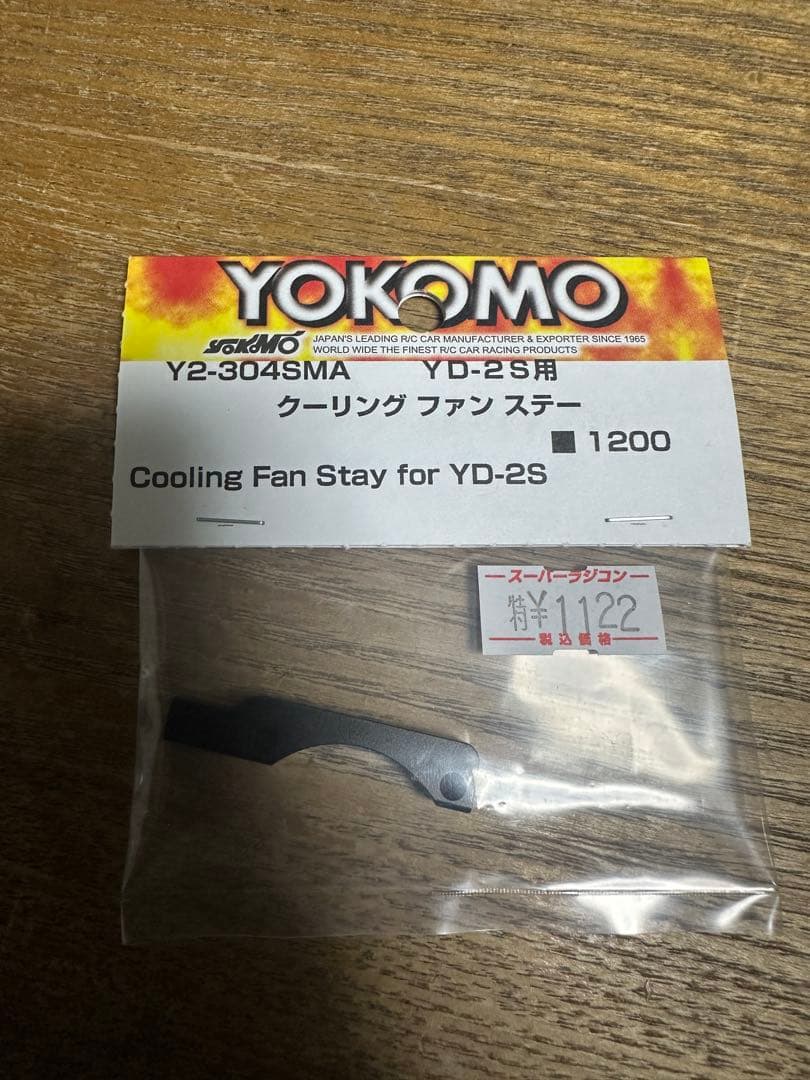 YOKOMO
YOKOMO JAPAN'S LEADING R/C CAR MANUFACTURER & EXPORTER SINCE 1965
WORLD WIDE THE FINEST R/C CAR RACING PRODUCTS
Y2-304SMA YD-2S用
クーリング ファン ステー
■ 1200
Cooling Fan Stay for YD-2S
スーパーラジコン
特¥1122
税込価格